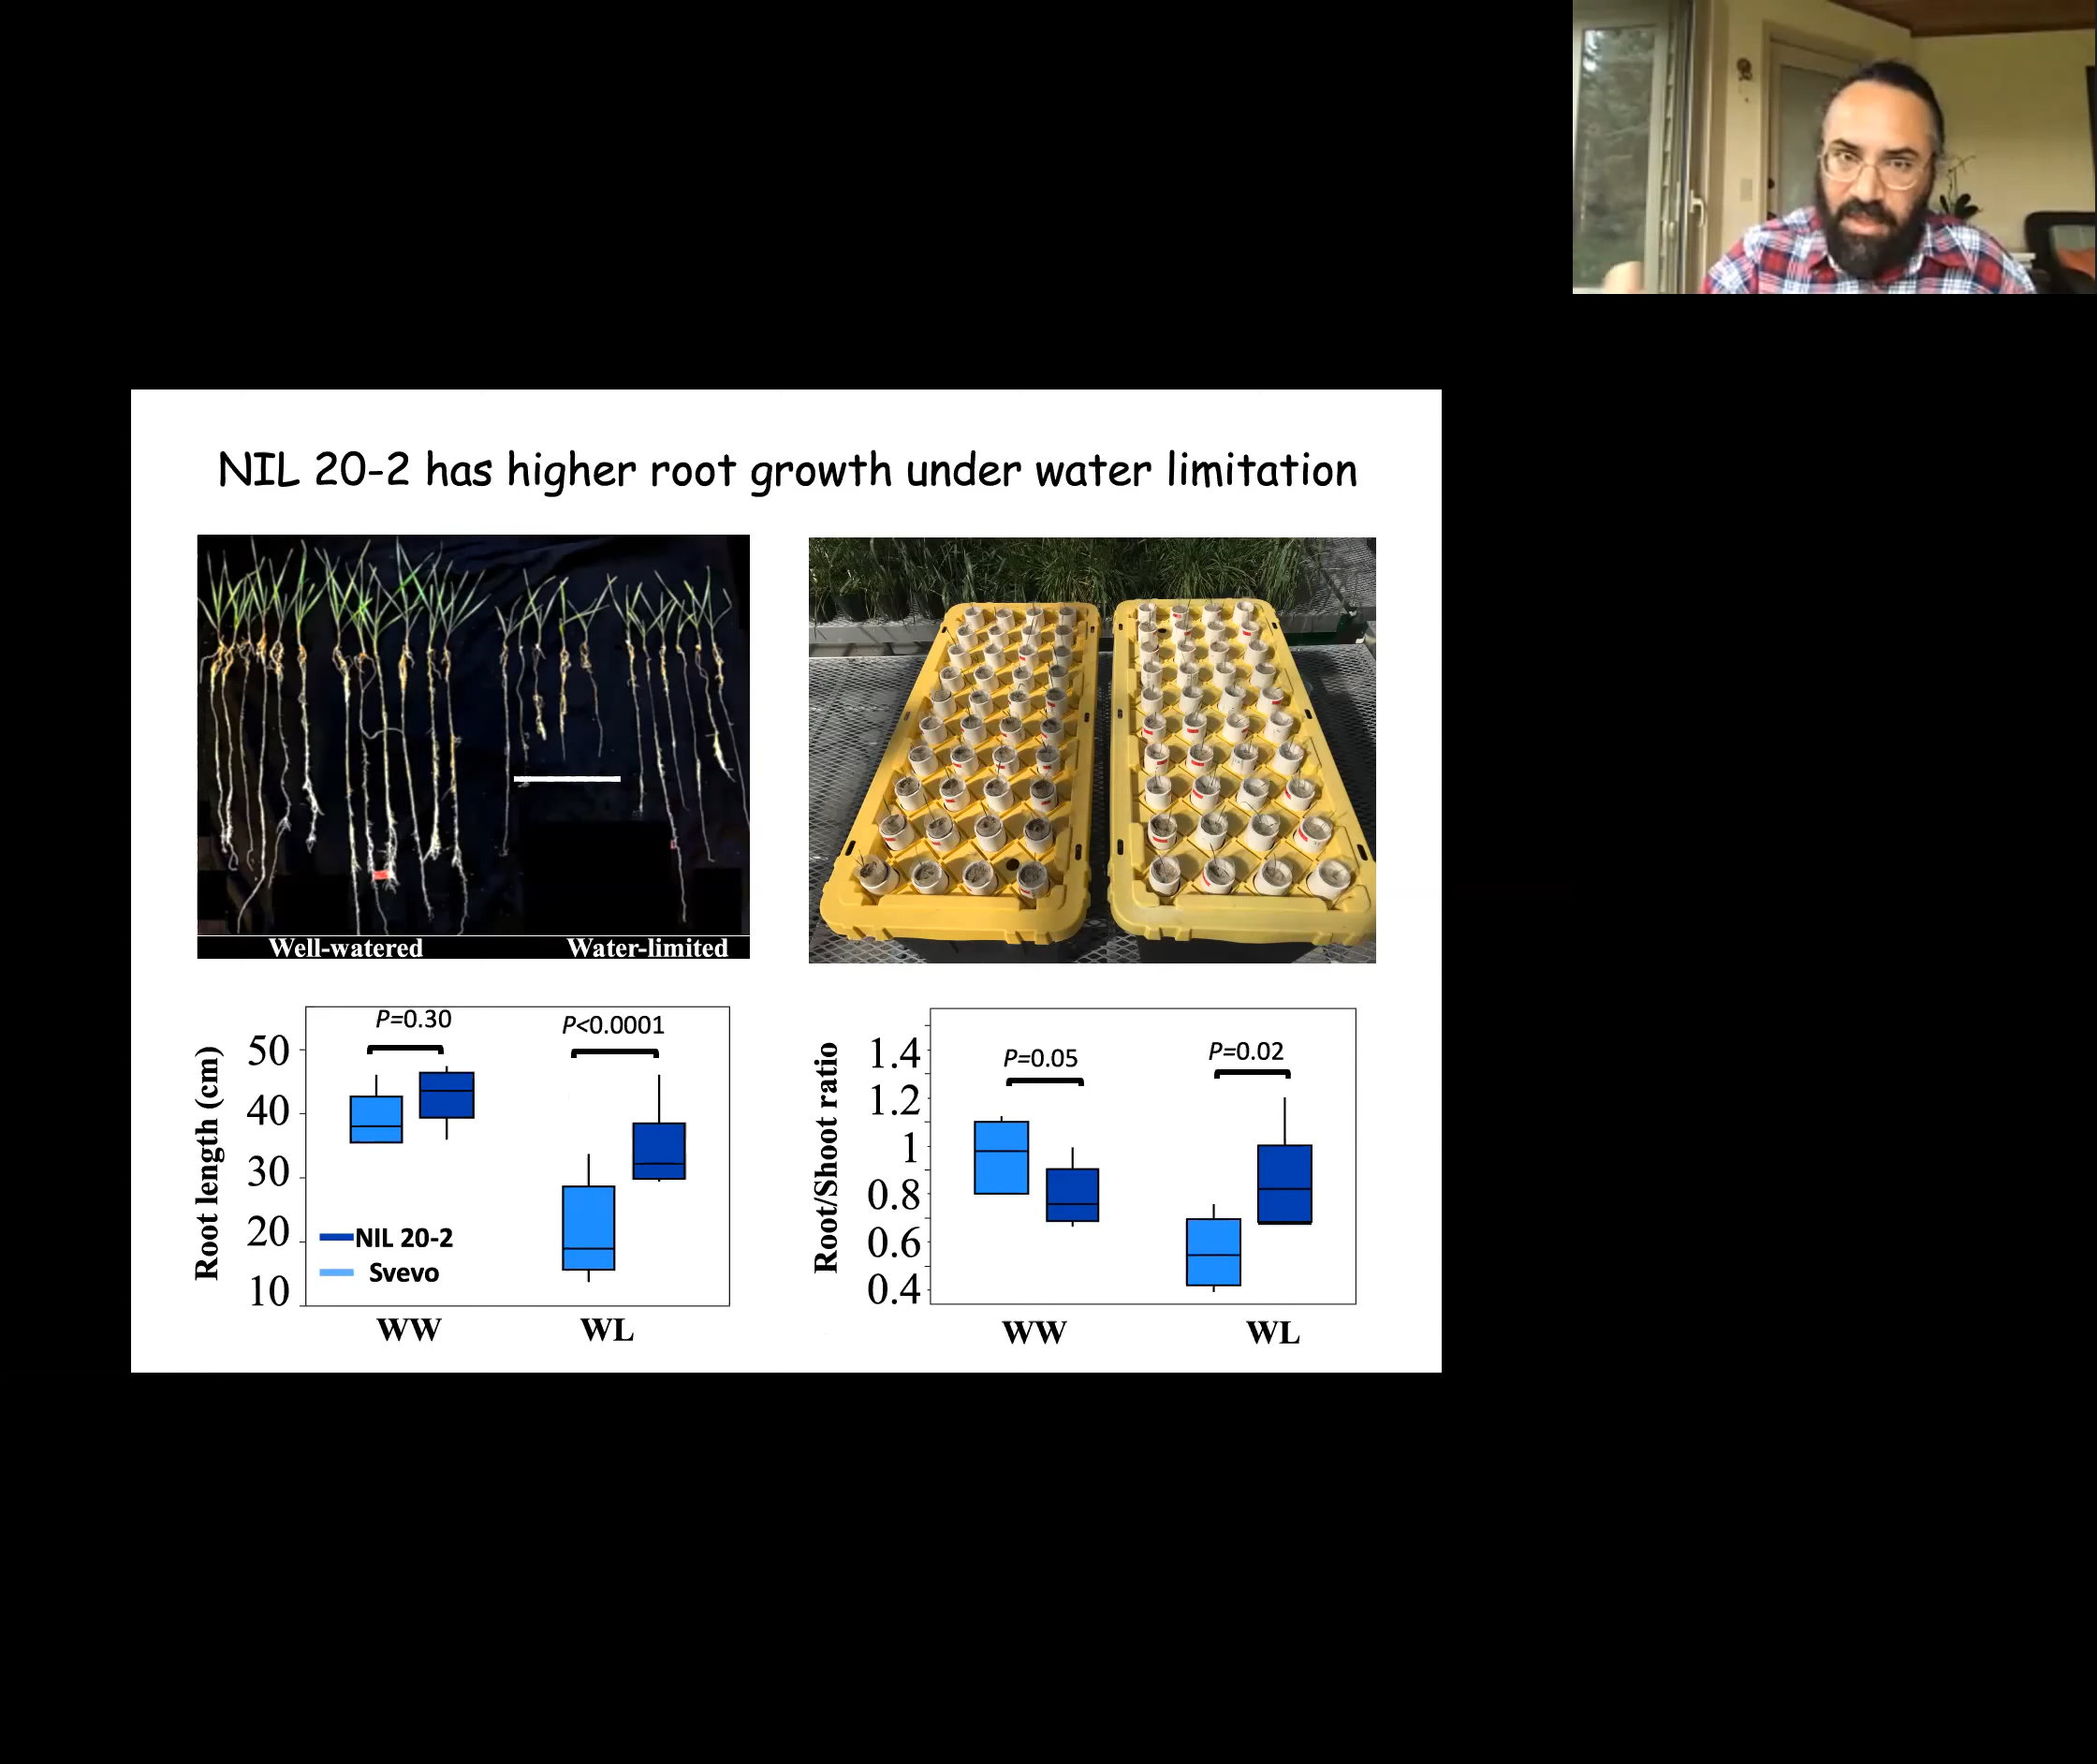 NIL 20-2 has higher root growth under water limitation
Well-watered
Water-limited
Root length (cm)
50
40
30
20
10
P=0.30
P<0.0001
NIL 20-2
Svevo
WW
WL
Root/Shoot ratio
1.4
1.2
1
0.8
0.6
0.4
P=0.05
P=0.02
WW
WL